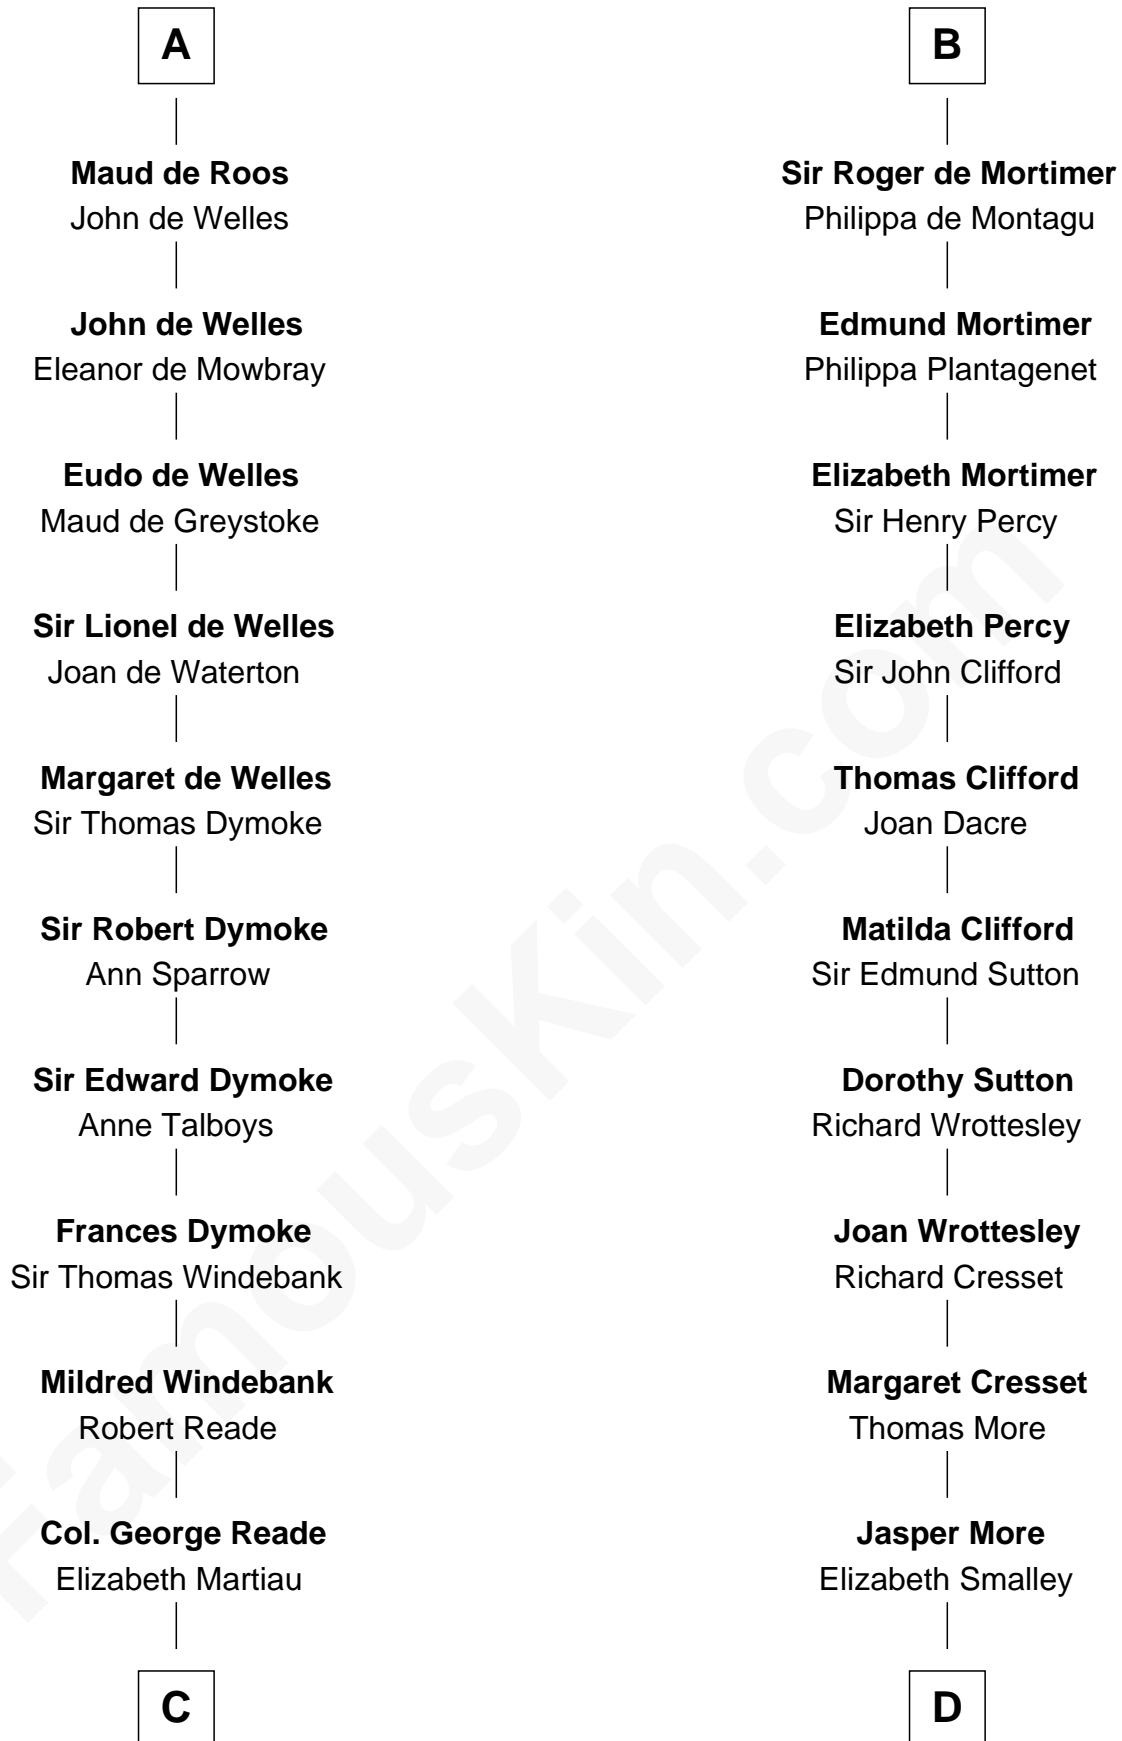 A
Maud de Roos
John de Welles
John de Welles
Eleanor de Mowbray
Eudo de Welles
Maud de Greystoke
Sir Lionel de Welles
Joan de Waterton
Margaret de Welles
Sir Thomas Dymoke
Sir Robert Dymoke
Ann Sparrow
Sir Edward Dymoke
Anne Talboys
Frances Dymoke
Sir Thomas Windebank
Mildred Windebank
Robert Reade
Col. George Reade
Elizabeth Martiau
C
B
Sir Roger de Mortimer
Philippa de Montagu
Edmund Mortimer
Philippa Plantagenet
Elizabeth Mortimer
Sir Henry Percy
Elizabeth Percy
Sir John Clifford
Thomas Clifford
Joan Dacre
Matilda Clifford
Sir Edmund Sutton
Dorothy Sutton
Richard Wrottesley
Joan Wrottesley
Richard Cresset
Margaret Cresset
Thomas More
Jasper More
Elizabeth Smalley
D
FamousKin.com